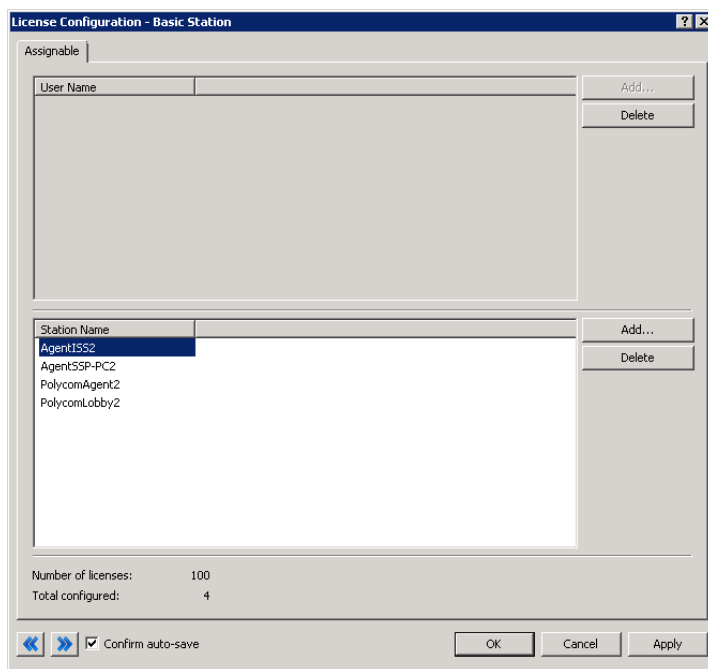 License Configuration - Basic Station
Assignable
User Name
Add...
Delete
Station Name
Add...
AgentISS2
Delete
AgentSSP-PC2
PolycomAgent2
PolycomLobby2
Number of licenses: 100
Total configured: 4
Confirm auto-save
OK
Cancel
Apply